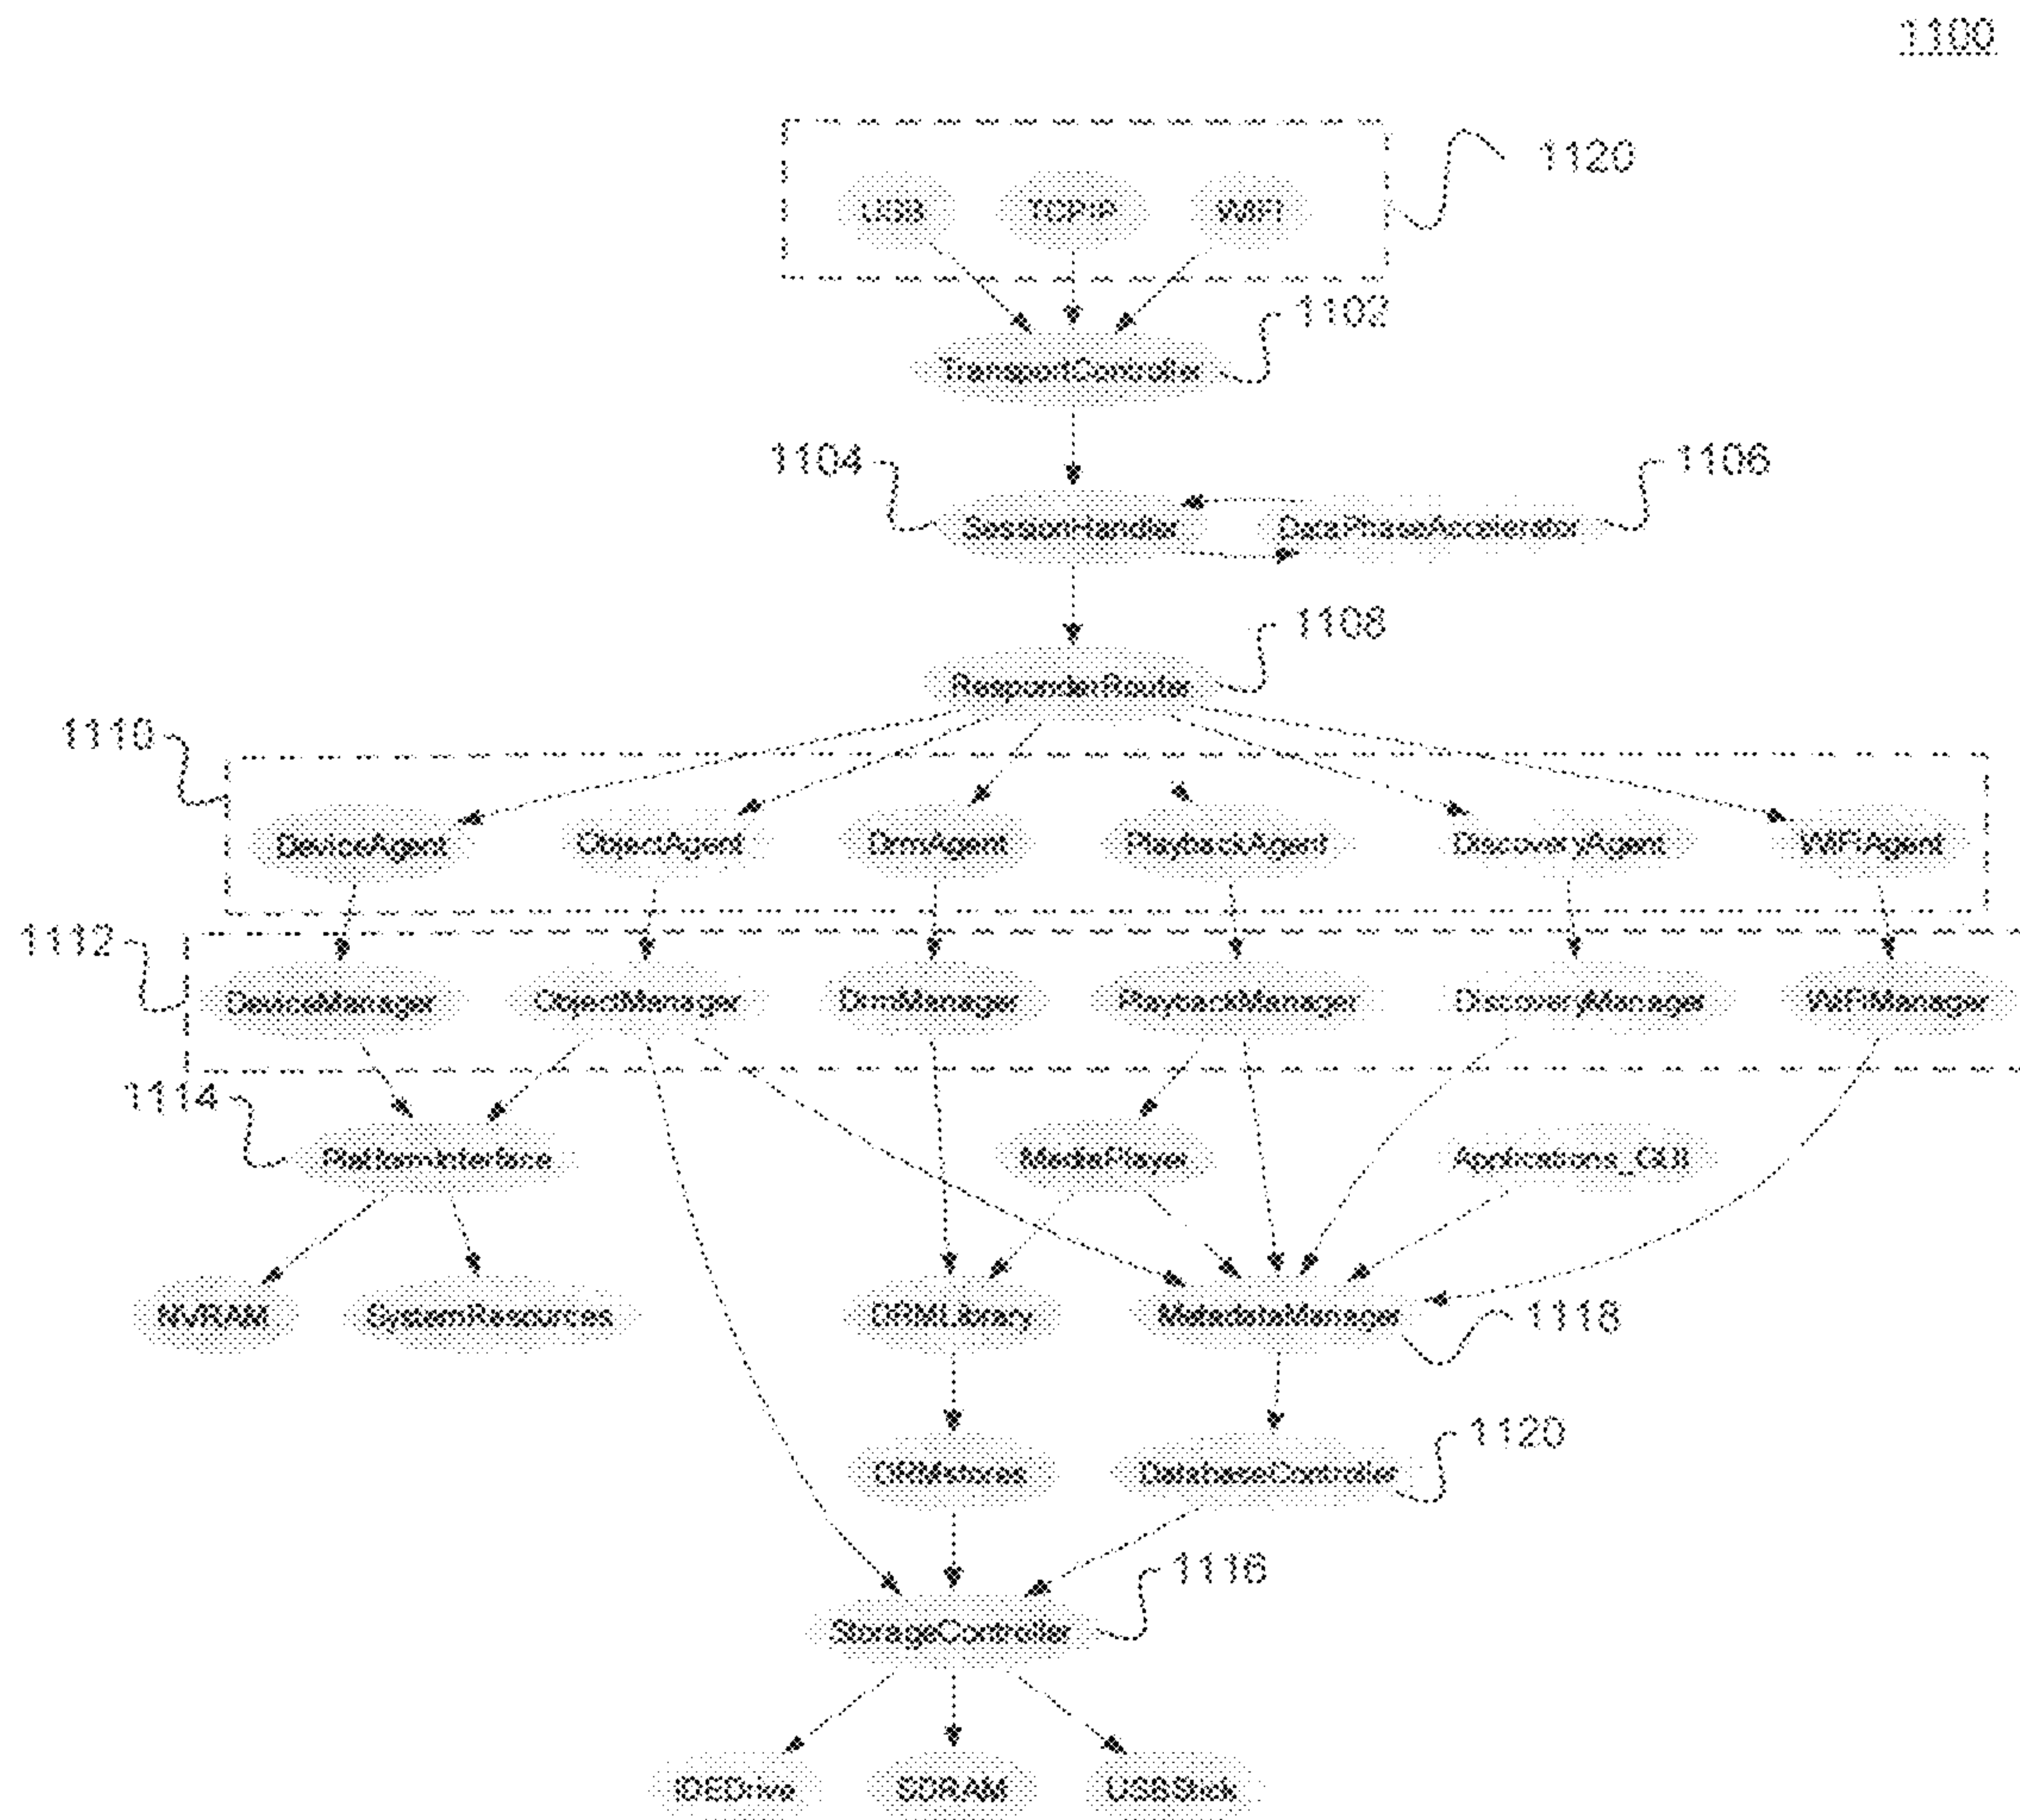 1100
1120
USB TCPIP WIFI
1102
TransportController
1104 1106
SessionHandler DataPhaseAccelerator
1108
ResponderRouter
1110
DeviceAgent ObjectAgent DrmAgent PlaybackAgent DiscoveryAgent WiFiAgent
1112
DeviceManager ObjectManager DrmManager PlaybackManager DiscoveryManager WiFiManager
1114
PlatformInterface MediaPlayer Applications_GUI
NVRAM SystemResources DRMLibrary MetadataManager 1118
1120
DRMstores DatabaseController
1116
StorageController
IDEDrive SDRAM USBStick